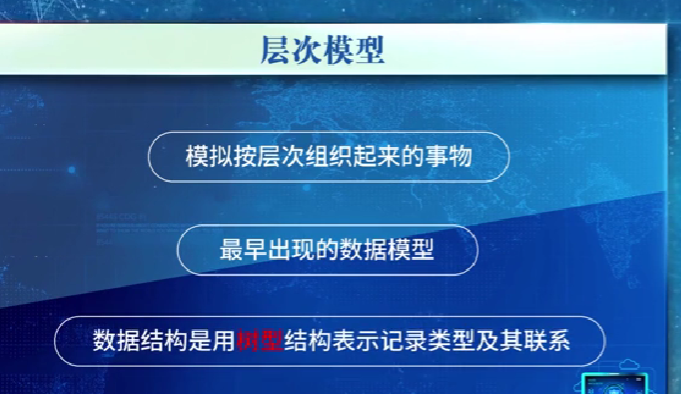 层次模型
模拟按层次组织起来的事物
最早出现的数据模型
数据结构是用树型结构表示记录类型及其联系